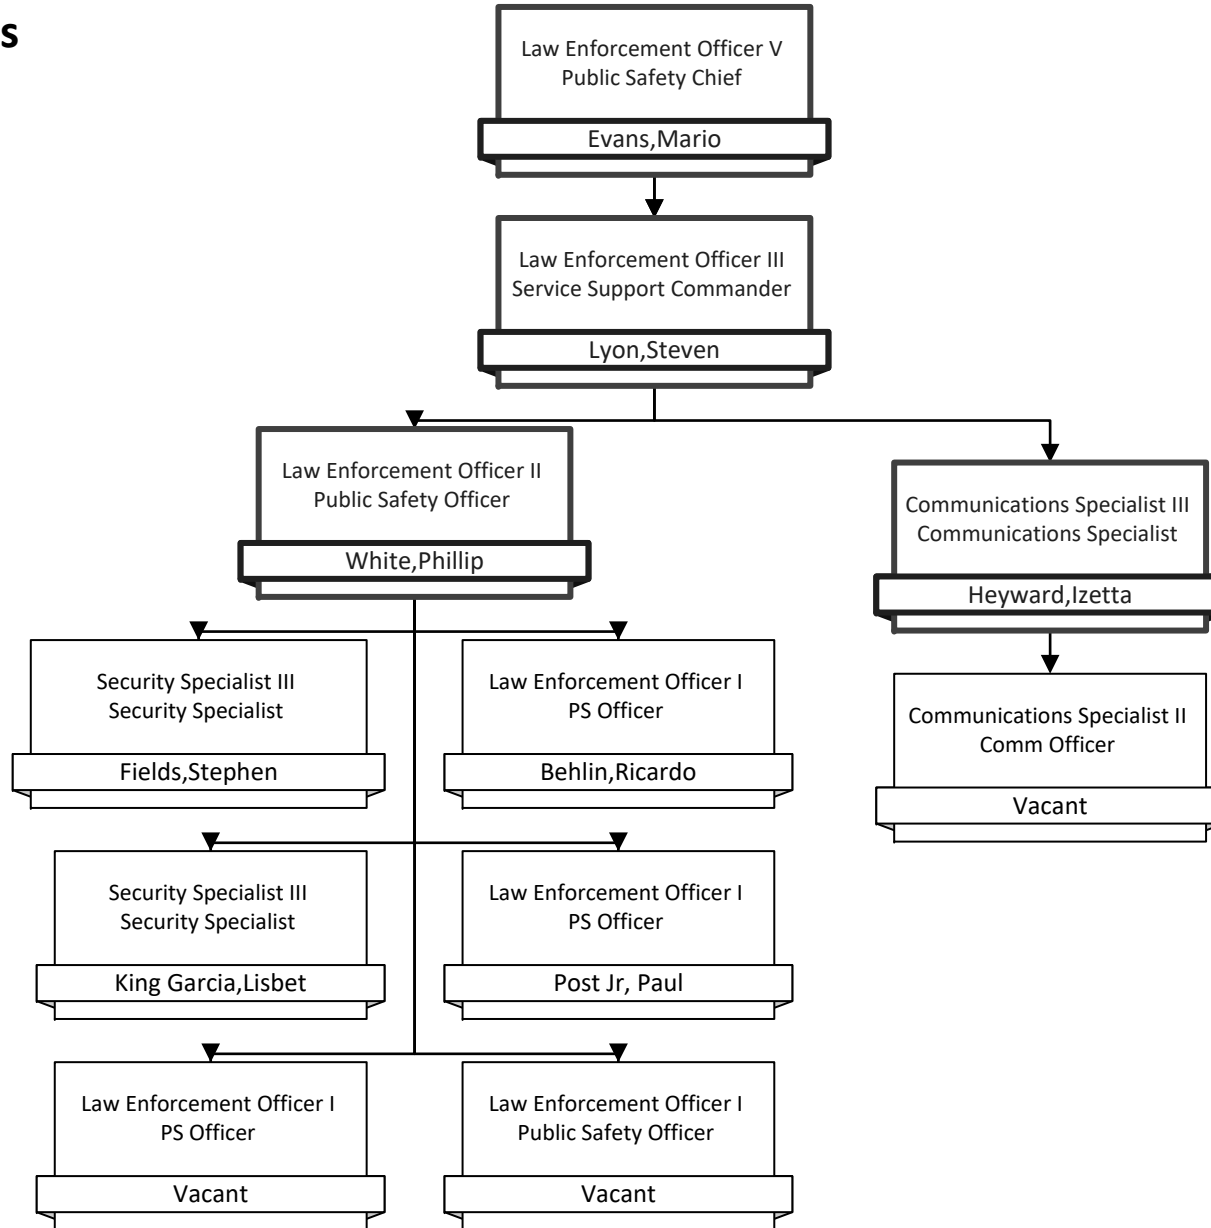 s
Law Enforcement Officer V
Public Safety Chief
Evans,Mario
Law Enforcement Officer III
Service Support Commander
Lyon,Steven
Law Enforcement Officer II
Public Safety Officer
White,Phillip
Communications Specialist III
Communications Specialist
Heyward,Izetta
Security Specialist III
Security Specialist
Fields,Stephen
Law Enforcement Officer I
PS Officer
Behlin,Ricardo
Communications Specialist II
Comm Officer
Vacant
Security Specialist III
Security Specialist
King Garcia,Lisbet
Law Enforcement Officer I
PS Officer
Post Jr, Paul
Law Enforcement Officer I
PS Officer
Vacant
Law Enforcement Officer I
Public Safety Officer
Vacant